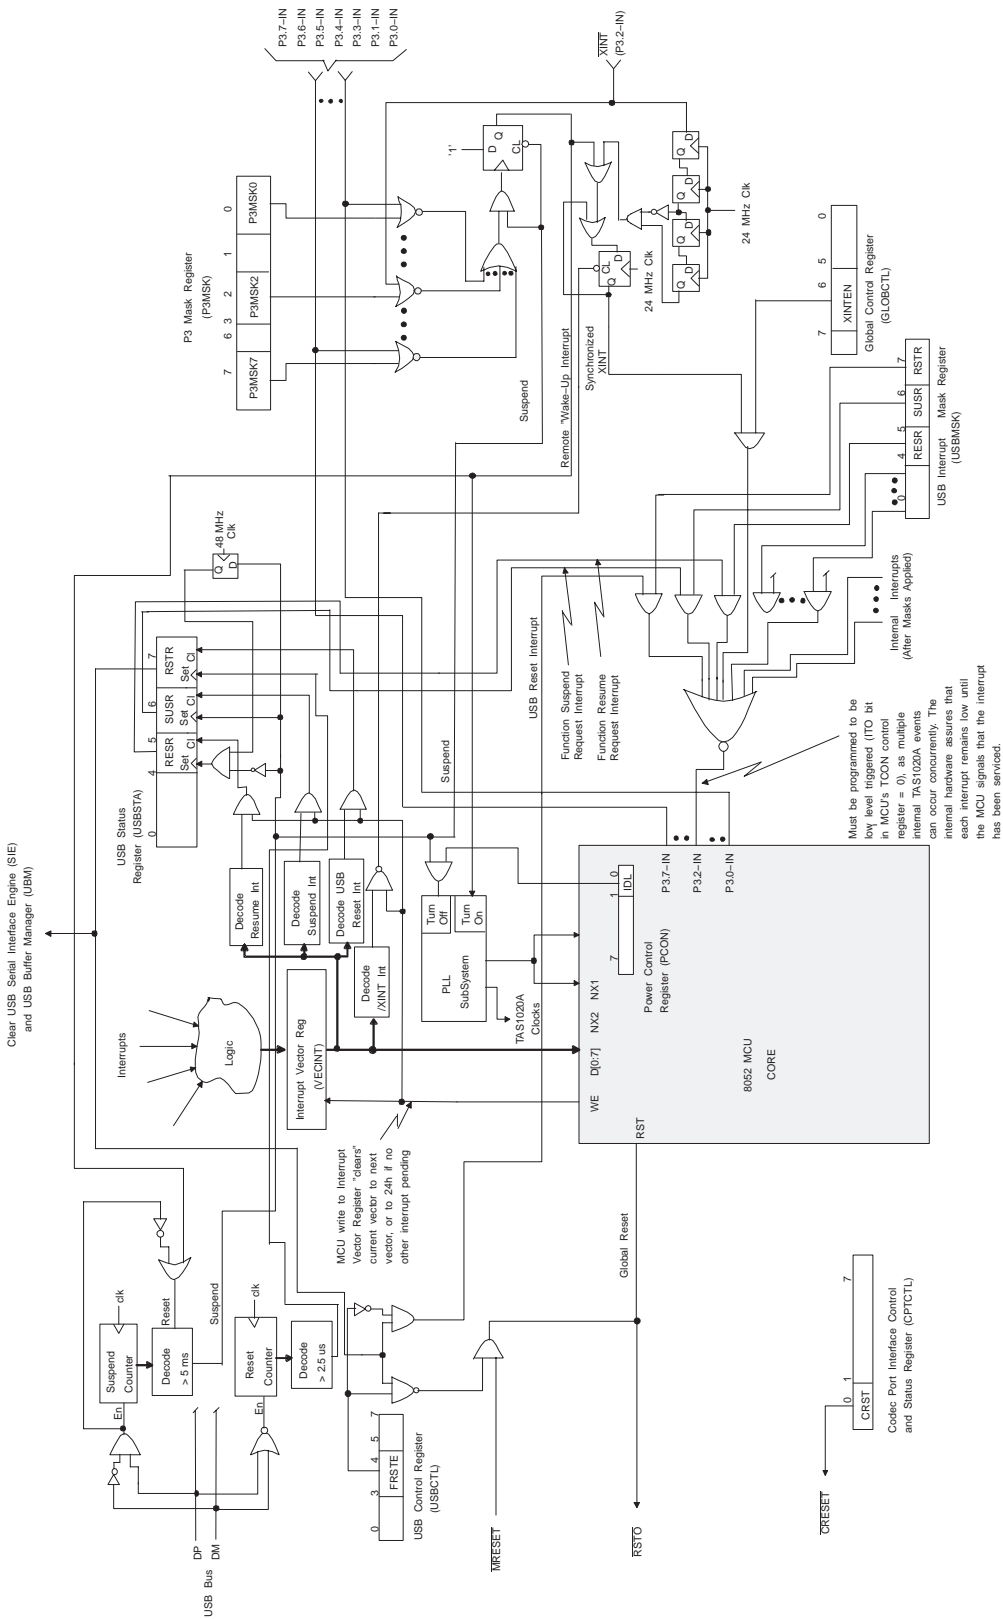 Clear USB Serial Interface Engine (SIE)
and USB Buffer Manager (UBM)
P3.7–IN
P3.6–IN
P3.5–IN
P3.4–IN
P3.3–IN
P3.1–IN
P3.0–IN
XINT
(P3.2–IN)
P3 Mask Register
(P3MSK)
7
6
3
2
1
0
P3MSK7
P3MSK2
P3MSK0
'1'
D
Q
CL
Suspend
Remote "Wake–Up Interrupt
Synchronized
XINT
CL
D
Q
24 MHz Clk
Q
D
Q
D
Q
D
Q
D
24 MHz Clk
7
6
5
0
XINTEN
Global Control Register
(GLOBCTL)
0
4
5
6
7
RESR
SUSR
RSTR
USB Interrupt Mask Register
(USBMSK)
Internal Interrupts
(After Masks Applied)
USB Status
Register (USBSTA)
0
4
5
6
7
RESR
SUSR
RSTR
Set
Cl
Set
Cl
Set
Cl
Q
D
48 MHz
Clk
USB Reset Interrupt
Function Suspend
Request Interrupt
Function Resume
Request Interrupt
Suspend
Must be programmed to be
low level triggered (ITO bit
in MCU's TCON control
register = 0), as multiple
internal TAS1020A events
can occur concurrently. The
internal hardware assures that
each interrupt remains low until
the MCU signals that the interrupt
has been serviced.
Interrupts
Logic
Interrupt Vector Reg
(VECINT)
Decode
Resume Int
Decode
Suspend Int
Decode USB
Reset Int
Decode
/XINT Int
PLL
SubSystem
Turn
Off
Turn
On
TAS1020A
Clocks
WE
D[0:7]
NX2
NX1
7
1
0
IDL
Power Control
Register (PCON)
P3.7–IN
P3.2–IN
P3.0–IN
RST
8052 MCU
CORE
MCU write to Interrupt
Vector Register "clears"
current vector to next
vector, or to 24h if no
other interrupt pending
Global Reset
Suspend
Counter
clk
En
Decode
> 5 ms
Reset
Suspend
Reset
Counter
clk
En
Decode
> 2.5 us
USB Bus
DP
DM
0
3
4
5
7
FRSTE
USB Control Register
(USBCTL)
MRESET
RSTO
CRESET
0
1
7
CRST
Codec Port Interface Control
and Status Register (CPTCTL)